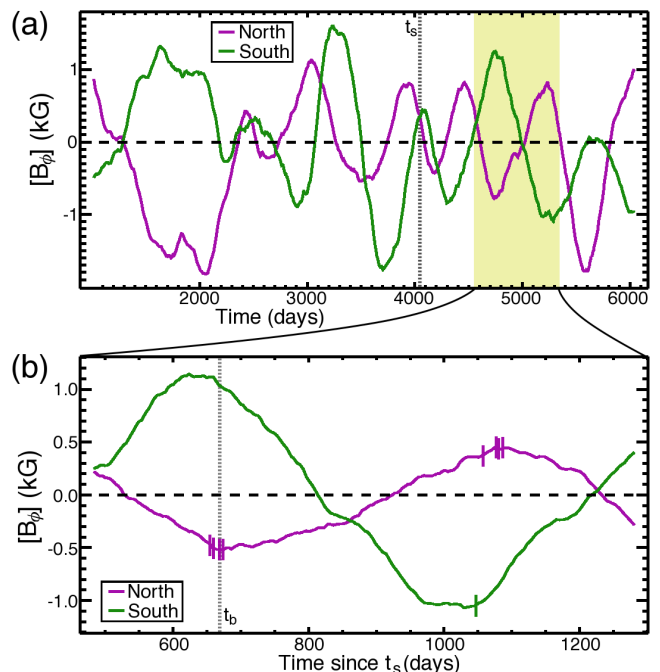 (a)
North
South
t_s
1
0
-1
[B_ϕ] (kG)
2000 3000 4000 5000 6000
Time (days)
(b)
1.0
0.5
0.0
-0.5
-1.0
[B_ϕ] (kG)
North
South
t_b
600 800 1000 1200
Time since t_s(days)